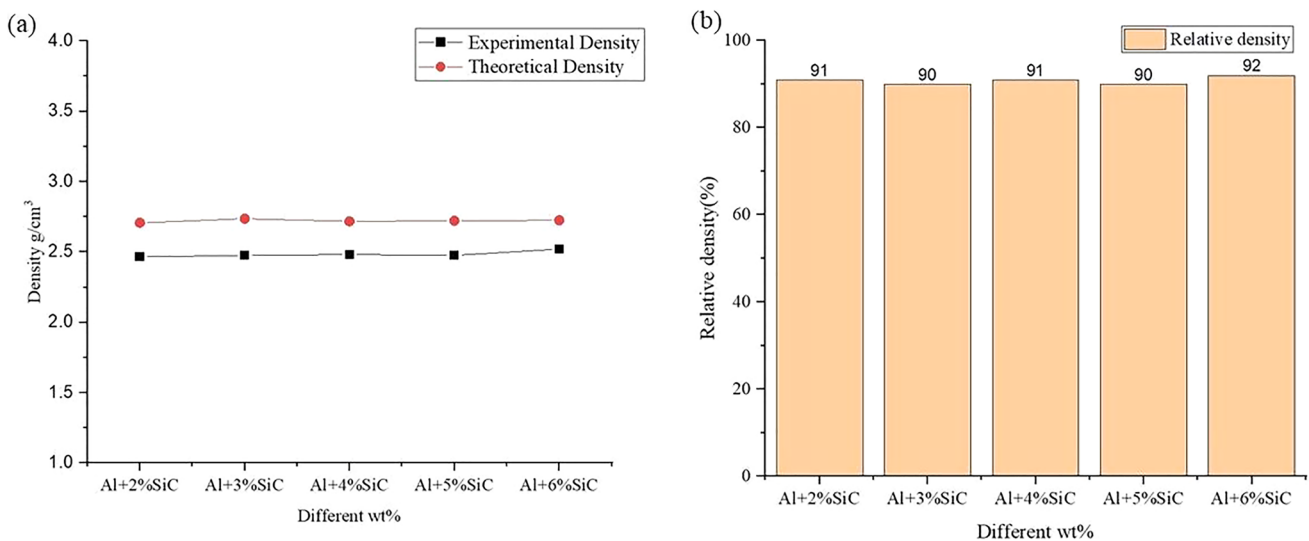 (a)
4.0
3.5
3.0
2.5
2.0
1.5
1.0
Density g/cm³
Experimental Density
Theoretical Density
Al+2%SiC Al+3%SiC Al+4%SiC Al+5%SiC Al+6%SiC
Different wt%
(b)
100
80
60
40
20
0
Relative density(%)
Relative density
91 90 91 90 92
Al+2%SiC Al+3%SiC Al+4%SiC Al+5%SiC Al+6%SiC
Different wt%